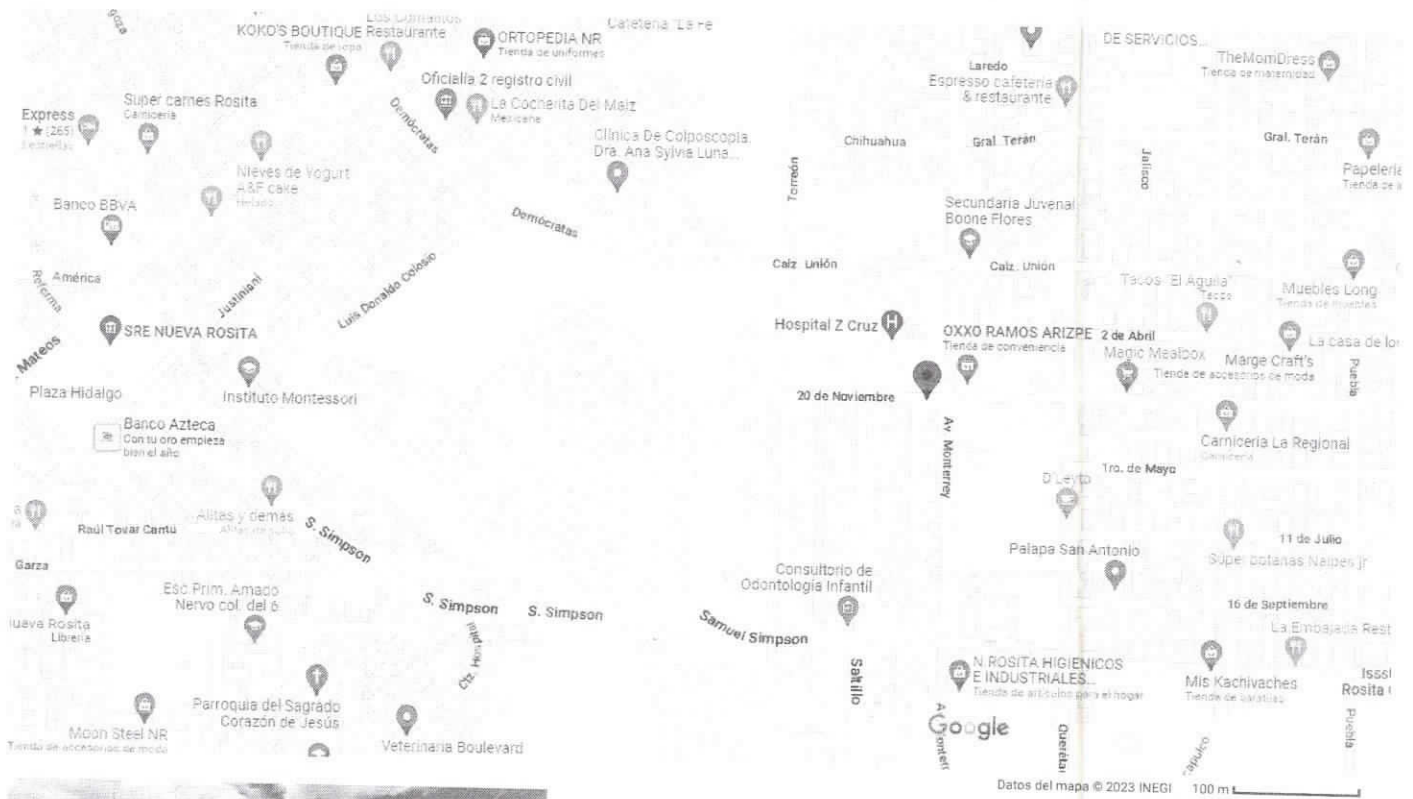 KOKO'S BOUTIQUE
Tienda de ropa
Restaurante
ORTOPEDIA NR
Tienda de uniformes
Cafetería "La Fe
Oficialía 2 registro civil
La Cocherita Del Maíz
Mexicana
Demócratas
Super carnes Rosita
Carnicería
Express
(265)
Nieves de Yogurt
A&F cake
Helado
Clínica De Colposcopia.
Dra. Ana Sylvia Luna...
Banco BBVA
Demócratas
América
Reforma
Justiniani
Luis Donaldo Colosio
SRE NUEVA ROSITA
Mateos
Plaza Hidalgo
Instituto Montessori
Banco Azteca
Con tu oro empieza
bien el año
Alitas y demás
Raúl Tovar Cantú
S. Simpson
Garza
Esc Prim. Amado
Nervo col. del 6
S. Simpson
S. Simpson
Samuel Simpson
ueva Rosita
Librería
Clz. Hospital
Parroquia del Sagrado
Corazón de Jesús
Moon Steel NR
Tienda de accesorios de moda
Veterinaria Boulevard
DE SERVICIOS...
TheMomDress
Tienda de maternidad
Laredo
Espresso cafetería
& restaurante
Chihuahua
Gral. Terán
Gral. Terán
Torreón
Jalisco
Papelería
Secundaria Juvenal
Boone Flores
Calz. Unión
Calz. Unión
Tacos "El Aguila"
Tacos
Muebles Long
Tienda de muebles
Hospital Z Cruz
OXXO RAMOS ARIZPE
Tienda de conveniencia
2 de Abril
La casa de lo
Magic Mealbox
Marge Craft's
Tienda de accesorios de moda
Puebla
20 de Noviembre
Av. Monterrey
Carnicería La Regional
Carnicería
1ro. de Mayo
D'Leyto
11 de Julio
Palapa San Antonio
Súper botanas Naipes jr
Consultorio de
Odontología Infantil
16 de Septiembre
La Embajada Rest
Saltillo
N ROSITA HIGIENICOS
E INDUSTRIALES...
Tienda de artículos para el hogar
Mis Kachivaches
Tienda de baratijas
Isss
Rosita
Puebla
Google
Datos del mapa © 2023 INEGI 100 m